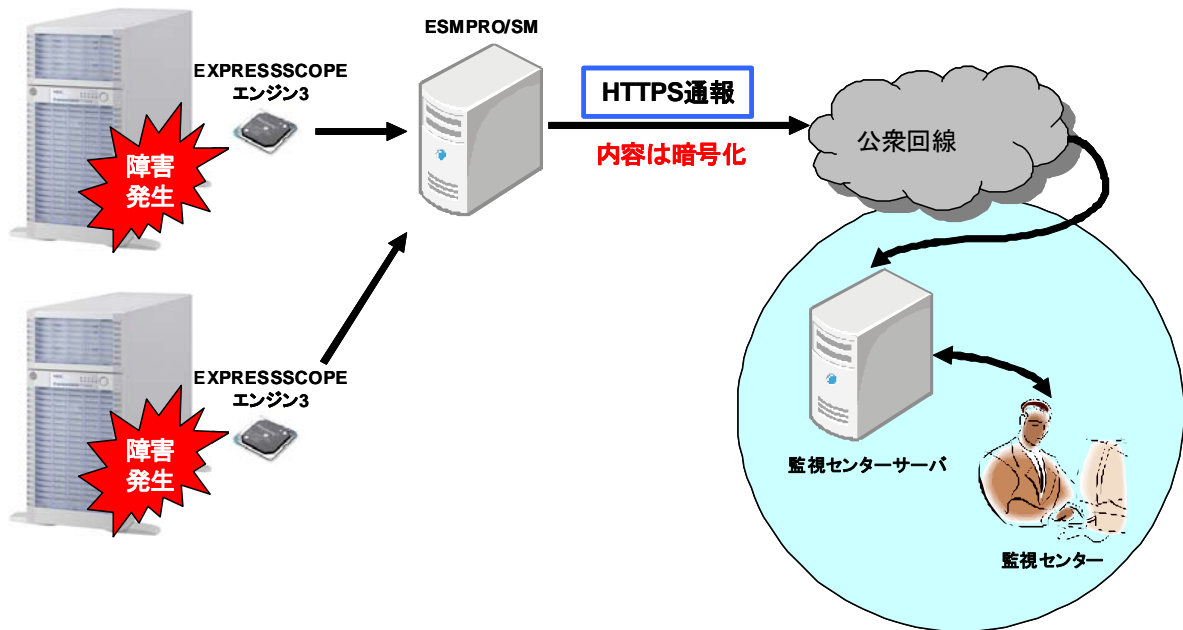 ESMPRO/SM
EXPRESSSCOPE
エンジン3
障害
発生
HTTPS通報
内容は暗号化
公衆回線
EXPRESSSCOPE
エンジン3
障害
発生
監視センターサーバ
監視センター